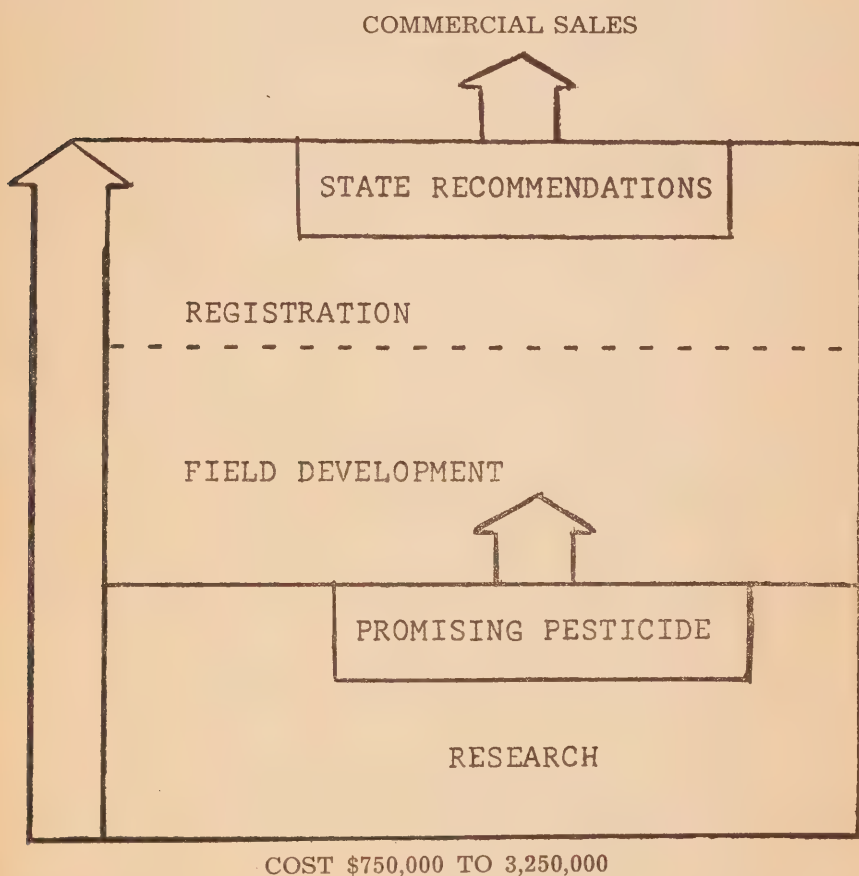 COMMERCIAL SALES
STATE RECOMMENDATIONS
REGISTRATION
FIELD DEVELOPMENT
PROMISING PESTICIDE
RESEARCH
COST $750,000 TO 3,250,000